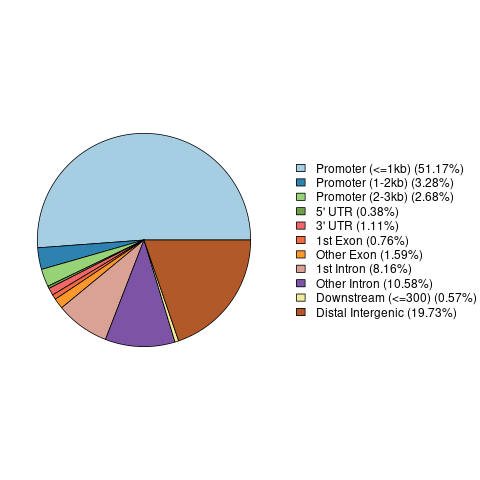 Promoter (<=1kb) (51.17%)
Promoter (1-2kb) (3.28%)
Promoter (2-3kb) (2.68%)
5' UTR (0.38%)
3' UTR (1.11%)
1st Exon (0.76%)
Other Exon (1.59%)
1st Intron (8.16%)
Other Intron (10.58%)
Downstream (<=300) (0.57%)
Distal Intergenic (19.73%)